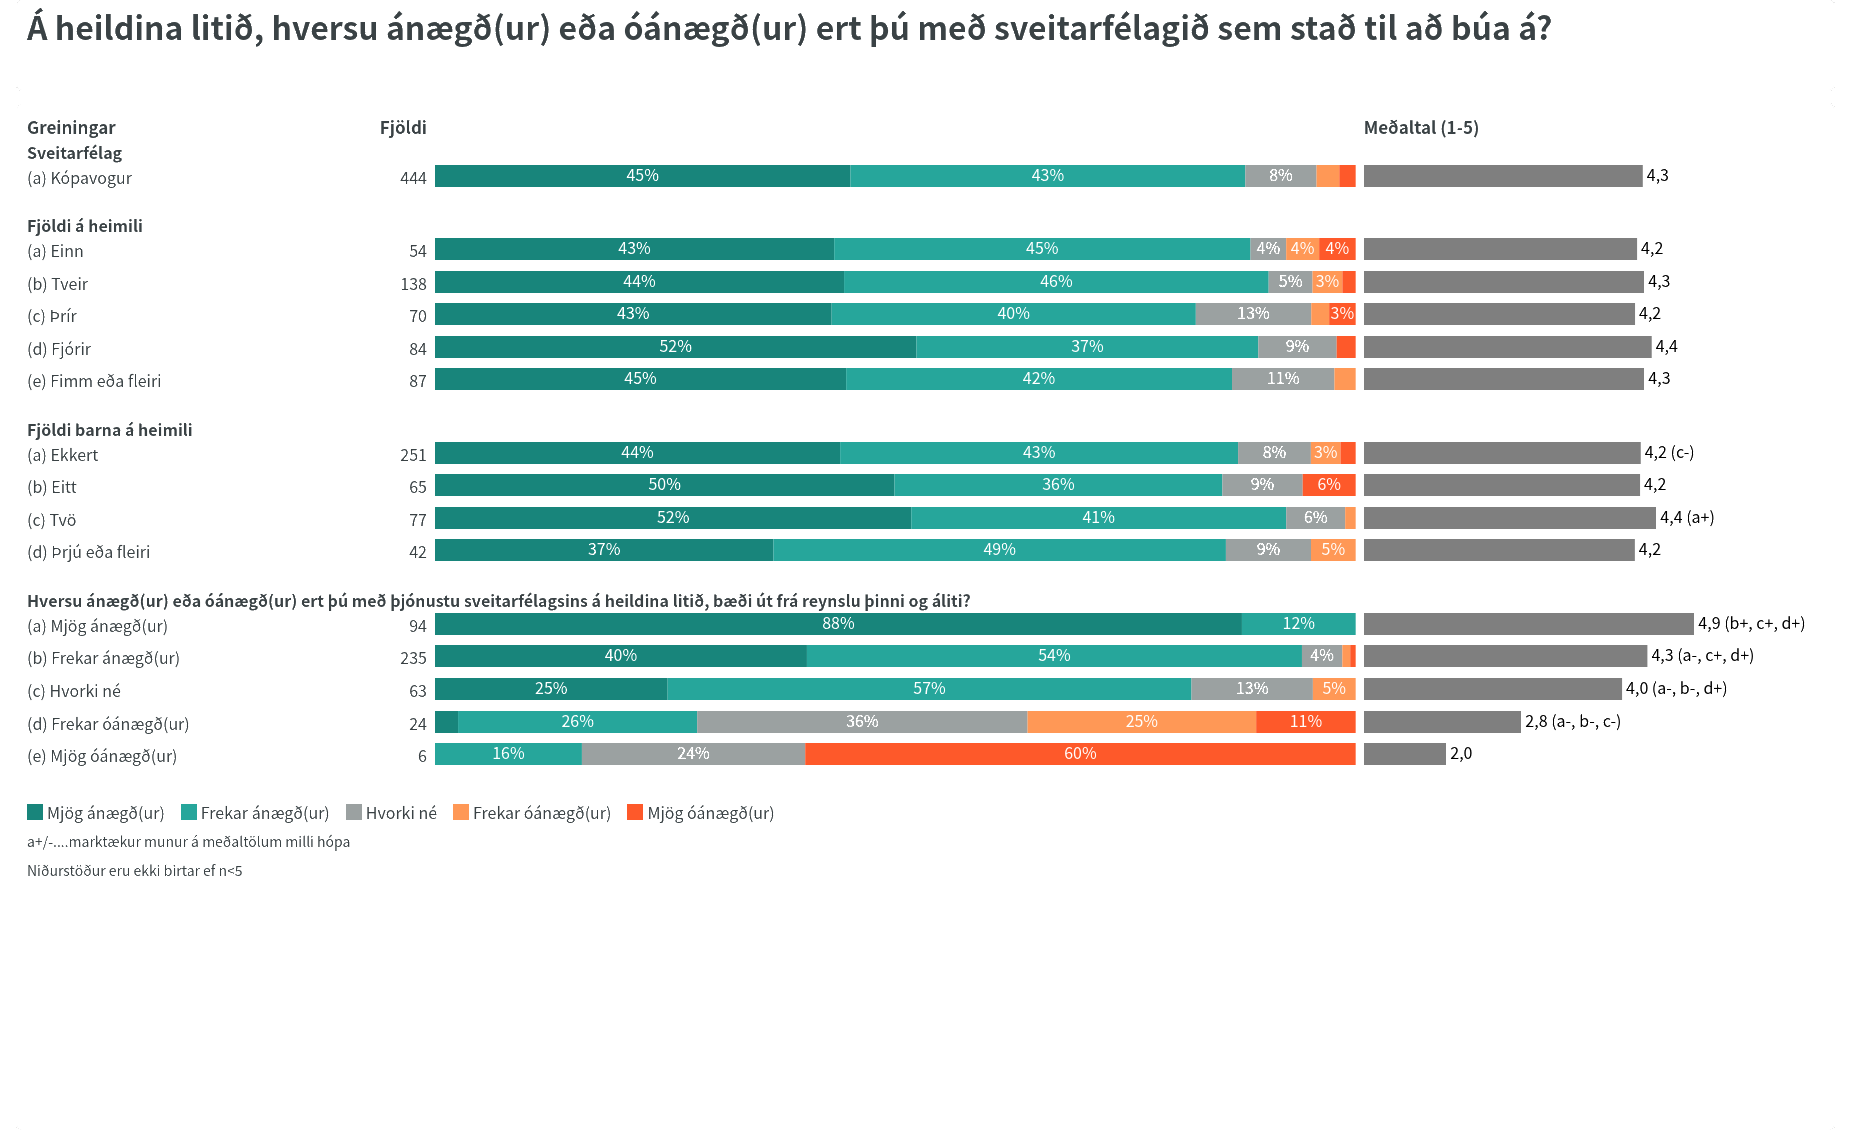 Á heildina litið, hversu ánægð(ur) eða óánægð(ur) ert þú með sveitarfélagið sem stað til að búa á?
Greiningar Fjöldi Meðaltal (1-5)
Sveitarfélag
(a) Kópavogur 444 45% 43% 8% 4,3
Fjöldi á heimili
(a) Einn 54 43% 45% 4% 4% 4% 4,2
(b) Tveir 138 44% 46% 5% 3% 4,3
(c) Þrír 70 43% 40% 13% 3% 4,2
(d) Fjórir 84 52% 37% 9% 4,4
(e) Fimm eða fleiri 87 45% 42% 11% 4,3
Fjöldi barna á heimili
(a) Ekkert 251 44% 43% 8% 3% 4,2 (c-)
(b) Eitt 65 50% 36% 9% 6% 4,2
(c) Tvö 77 52% 41% 6% 4,4 (a+)
(d) Þrjú eða fleiri 42 37% 49% 9% 5% 4,2
Hversu ánægð(ur) eða óánægð(ur) ert þú með þjónustu sveitarfélagsins á heildina litið, bæði út frá reynslu þinni og áliti?
(a) Mjög ánægð(ur) 94 88% 12% 4,9 (b+, c+, d+)
(b) Frekar ánægð(ur) 235 40% 54% 4% 4,3 (a-, c+, d+)
(c) Hvorki né 63 25% 57% 13% 5% 4,0 (a-, b-, d+)
(d) Frekar óánægð(ur) 24 26% 36% 25% 11% 2,8 (a-, b-, c-)
(e) Mjög óánægð(ur) 6 16% 24% 60% 2,0
Mjög ánægð(ur) Frekar ánægð(ur) Hvorki né Frekar óánægð(ur) Mjög óánægð(ur)
a+/-....marktækur munur á meðaltölum milli hópa
Niðurstöður eru ekki birtar ef n<5